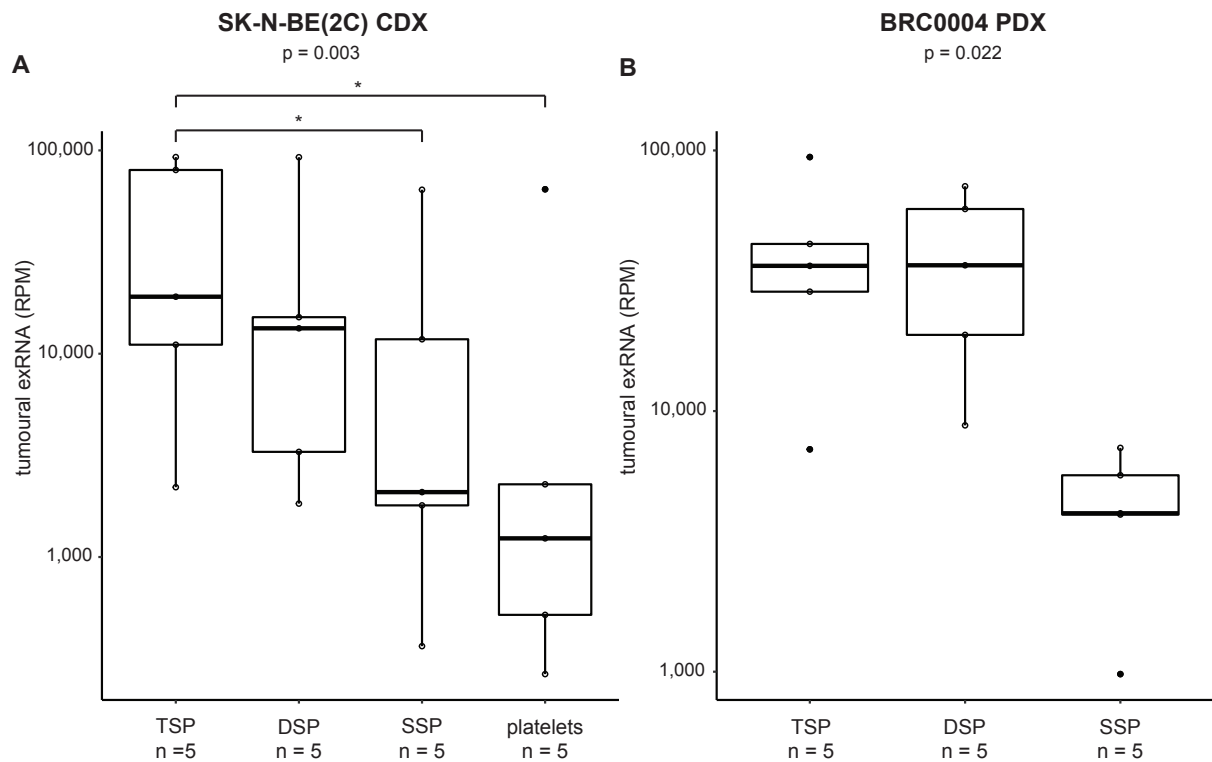 SK-N-BE(2C) CDX
p = 0.003
A
*
*
100,000
10,000
1,000
tumoural exRNA (RPM)
TSP
n =5
DSP
n = 5
SSP
n = 5
platelets
n = 5
BRC0004 PDX
p = 0.022
B
100,000
10,000
1,000
tumoural exRNA (RPM)
TSP
n = 5
DSP
n = 5
SSP
n = 5